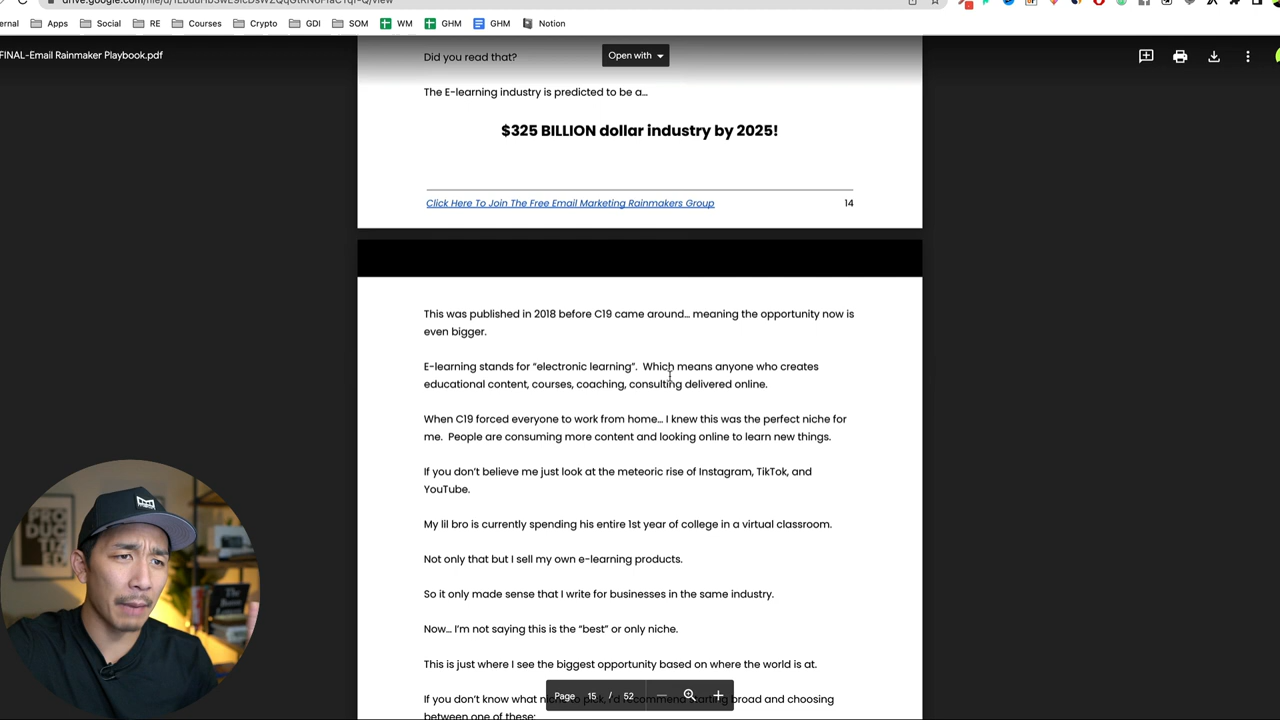 Apps
Social
RE
Courses
Crypto
GDI
SOM
WM
GHM
GHM
Notion
FINAL-Email Rainmaker Playbook.pdf
Open with
Did you read that?
The E-learning industry is predicted to be a…
$325 BILLION dollar industry by 2025!
Click Here To Join The Free Email Marketing Rainmakers Group
14
This was published in 2018 before C19 came around… meaning the opportunity now is
even bigger.
E-learning stands for “electronic learning”. Which means anyone who creates
educational content, courses, coaching, consulting delivered online.
When C19 forced everyone to work from home… I knew this was the perfect niche for
me. People are consuming more content and looking online to learn new things.
If you don’t believe me just look at the meteoric rise of Instagram, TikTok, and
YouTube.
My lil bro is currently spending his entire 1st year of college in a virtual classroom.
Not only that but I sell my own e-learning products.
So it only made sense that I write for businesses in the same industry.
Now… I’m not saying this is the “best” or only niche.
This is just where I see the biggest opportunity based on where the world is at.
If you don’t know what niche to pick, I’d recommend starting broad and choosing
between one of these:
Page 15 / 52